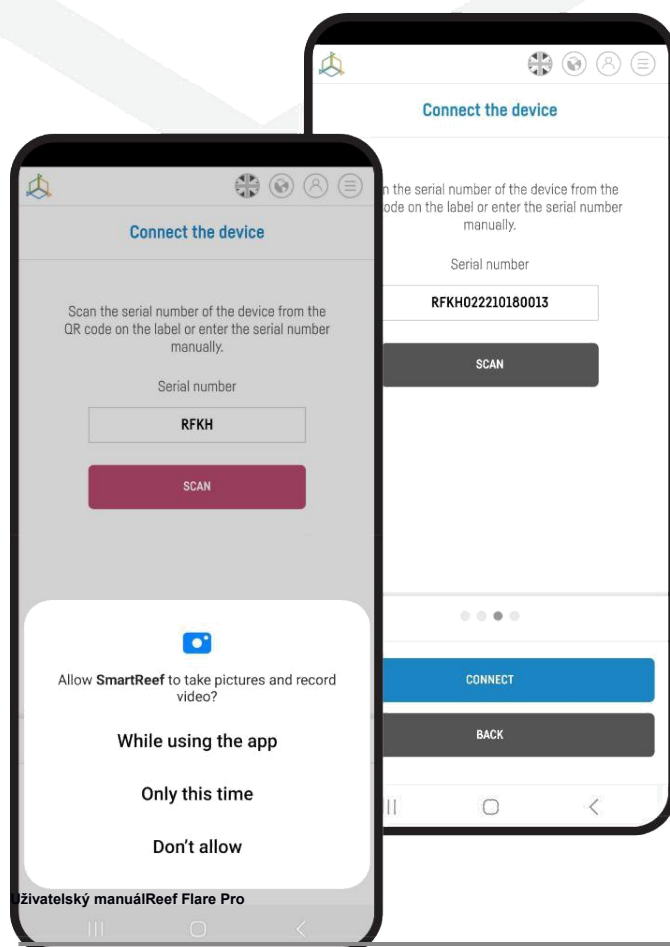 Connect the device
n the serial number of the device from the
ode on the label or enter the serial number
manually.
Serial number
RFKH022210180013
SCAN
CONNECT
BACK
Connect the device
Scan the serial number of the device from the
QR code on the label or enter the serial number
manually.
Serial number
RFKH
SCAN
Allow SmartReef to take pictures and record
video?
While using the app
Only this time
Don't allow
Uživatelský manuálReef Flare Pro